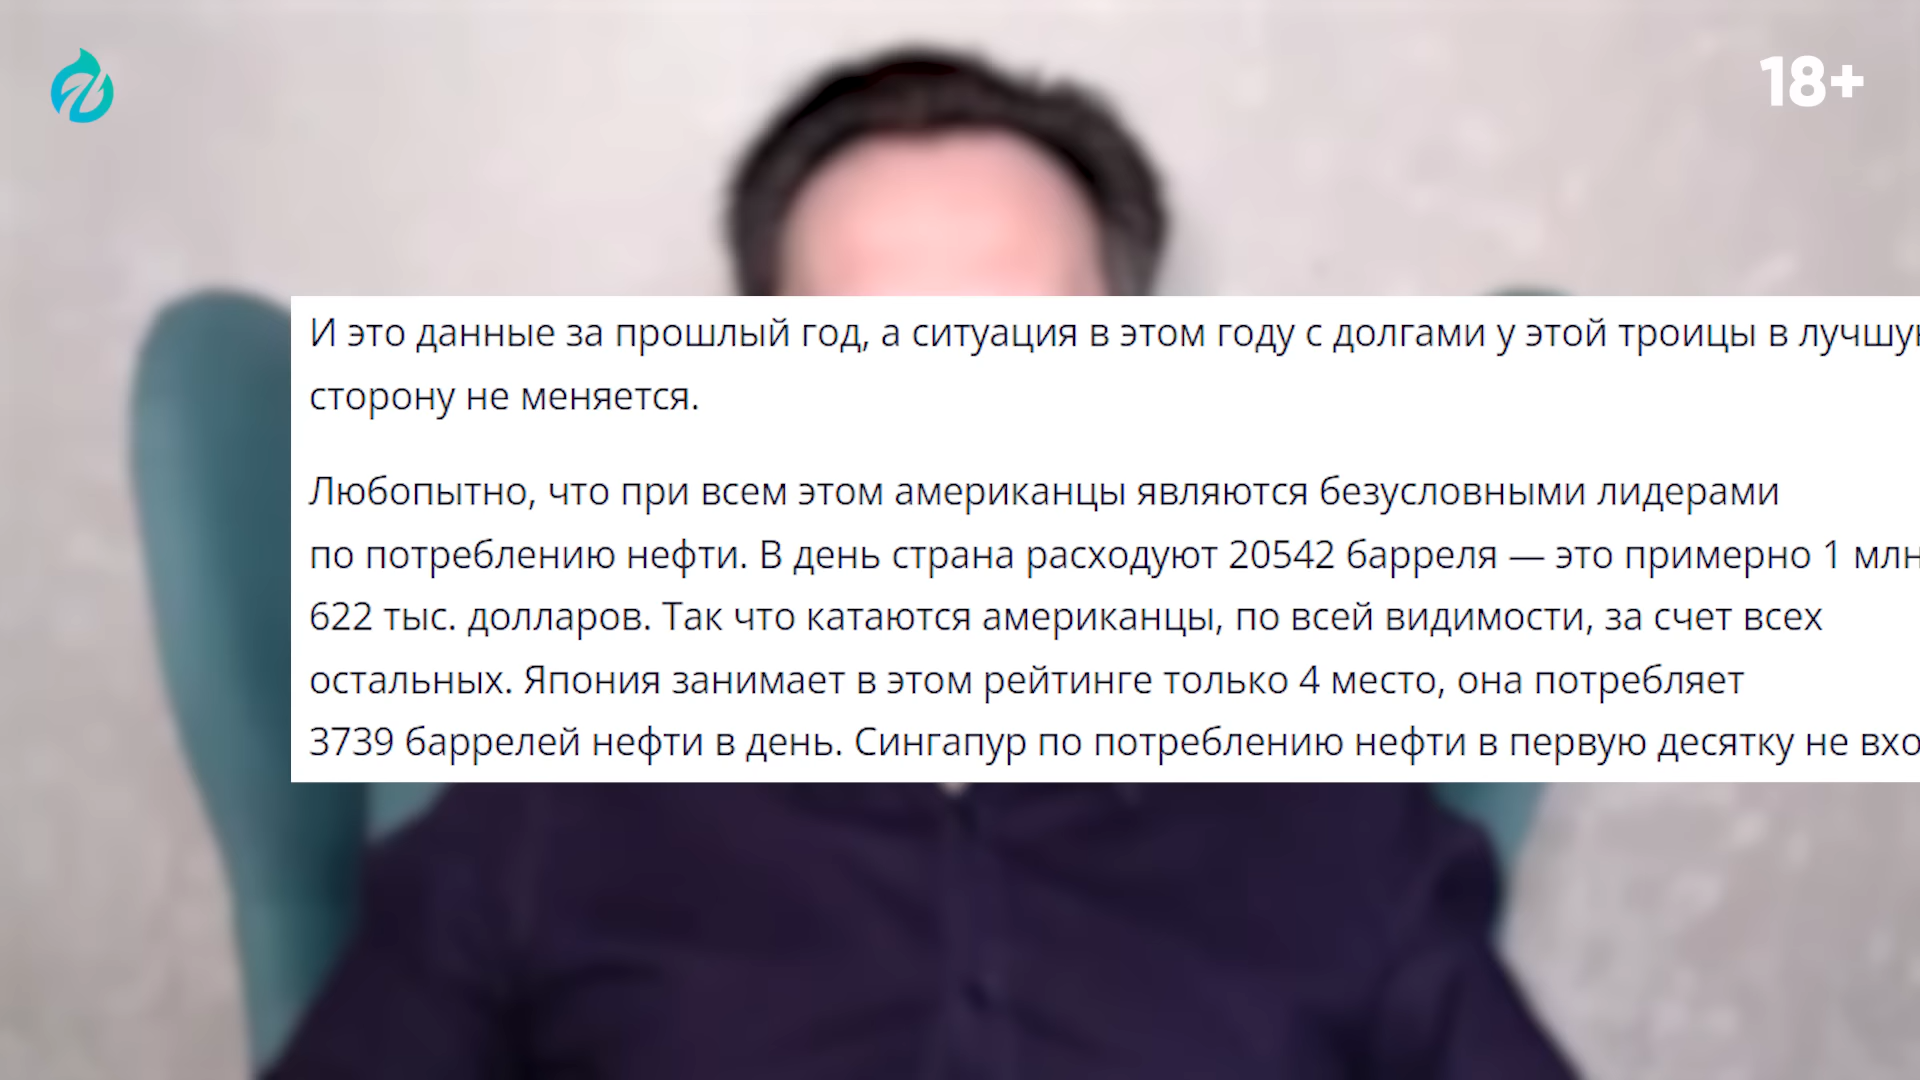 18+
И это данные за прошлый год, а ситуация в этом году с долгами у этой троицы в
сторону не меняется.
Любопытно, что при всем этом американцы являются безусловными лидерами
по потреблению нефти. В день страна расходуют 20542 барреля — это примерно 1 млн
622 тыс. долларов. Так что катаются американцы, по всей видимости, за счет всех
остальных. Япония занимает в этом рейтинге только 4 место, она потребляет
3739 баррелей нефти в день. Сингапур по потреблению нефти в первую десятку не